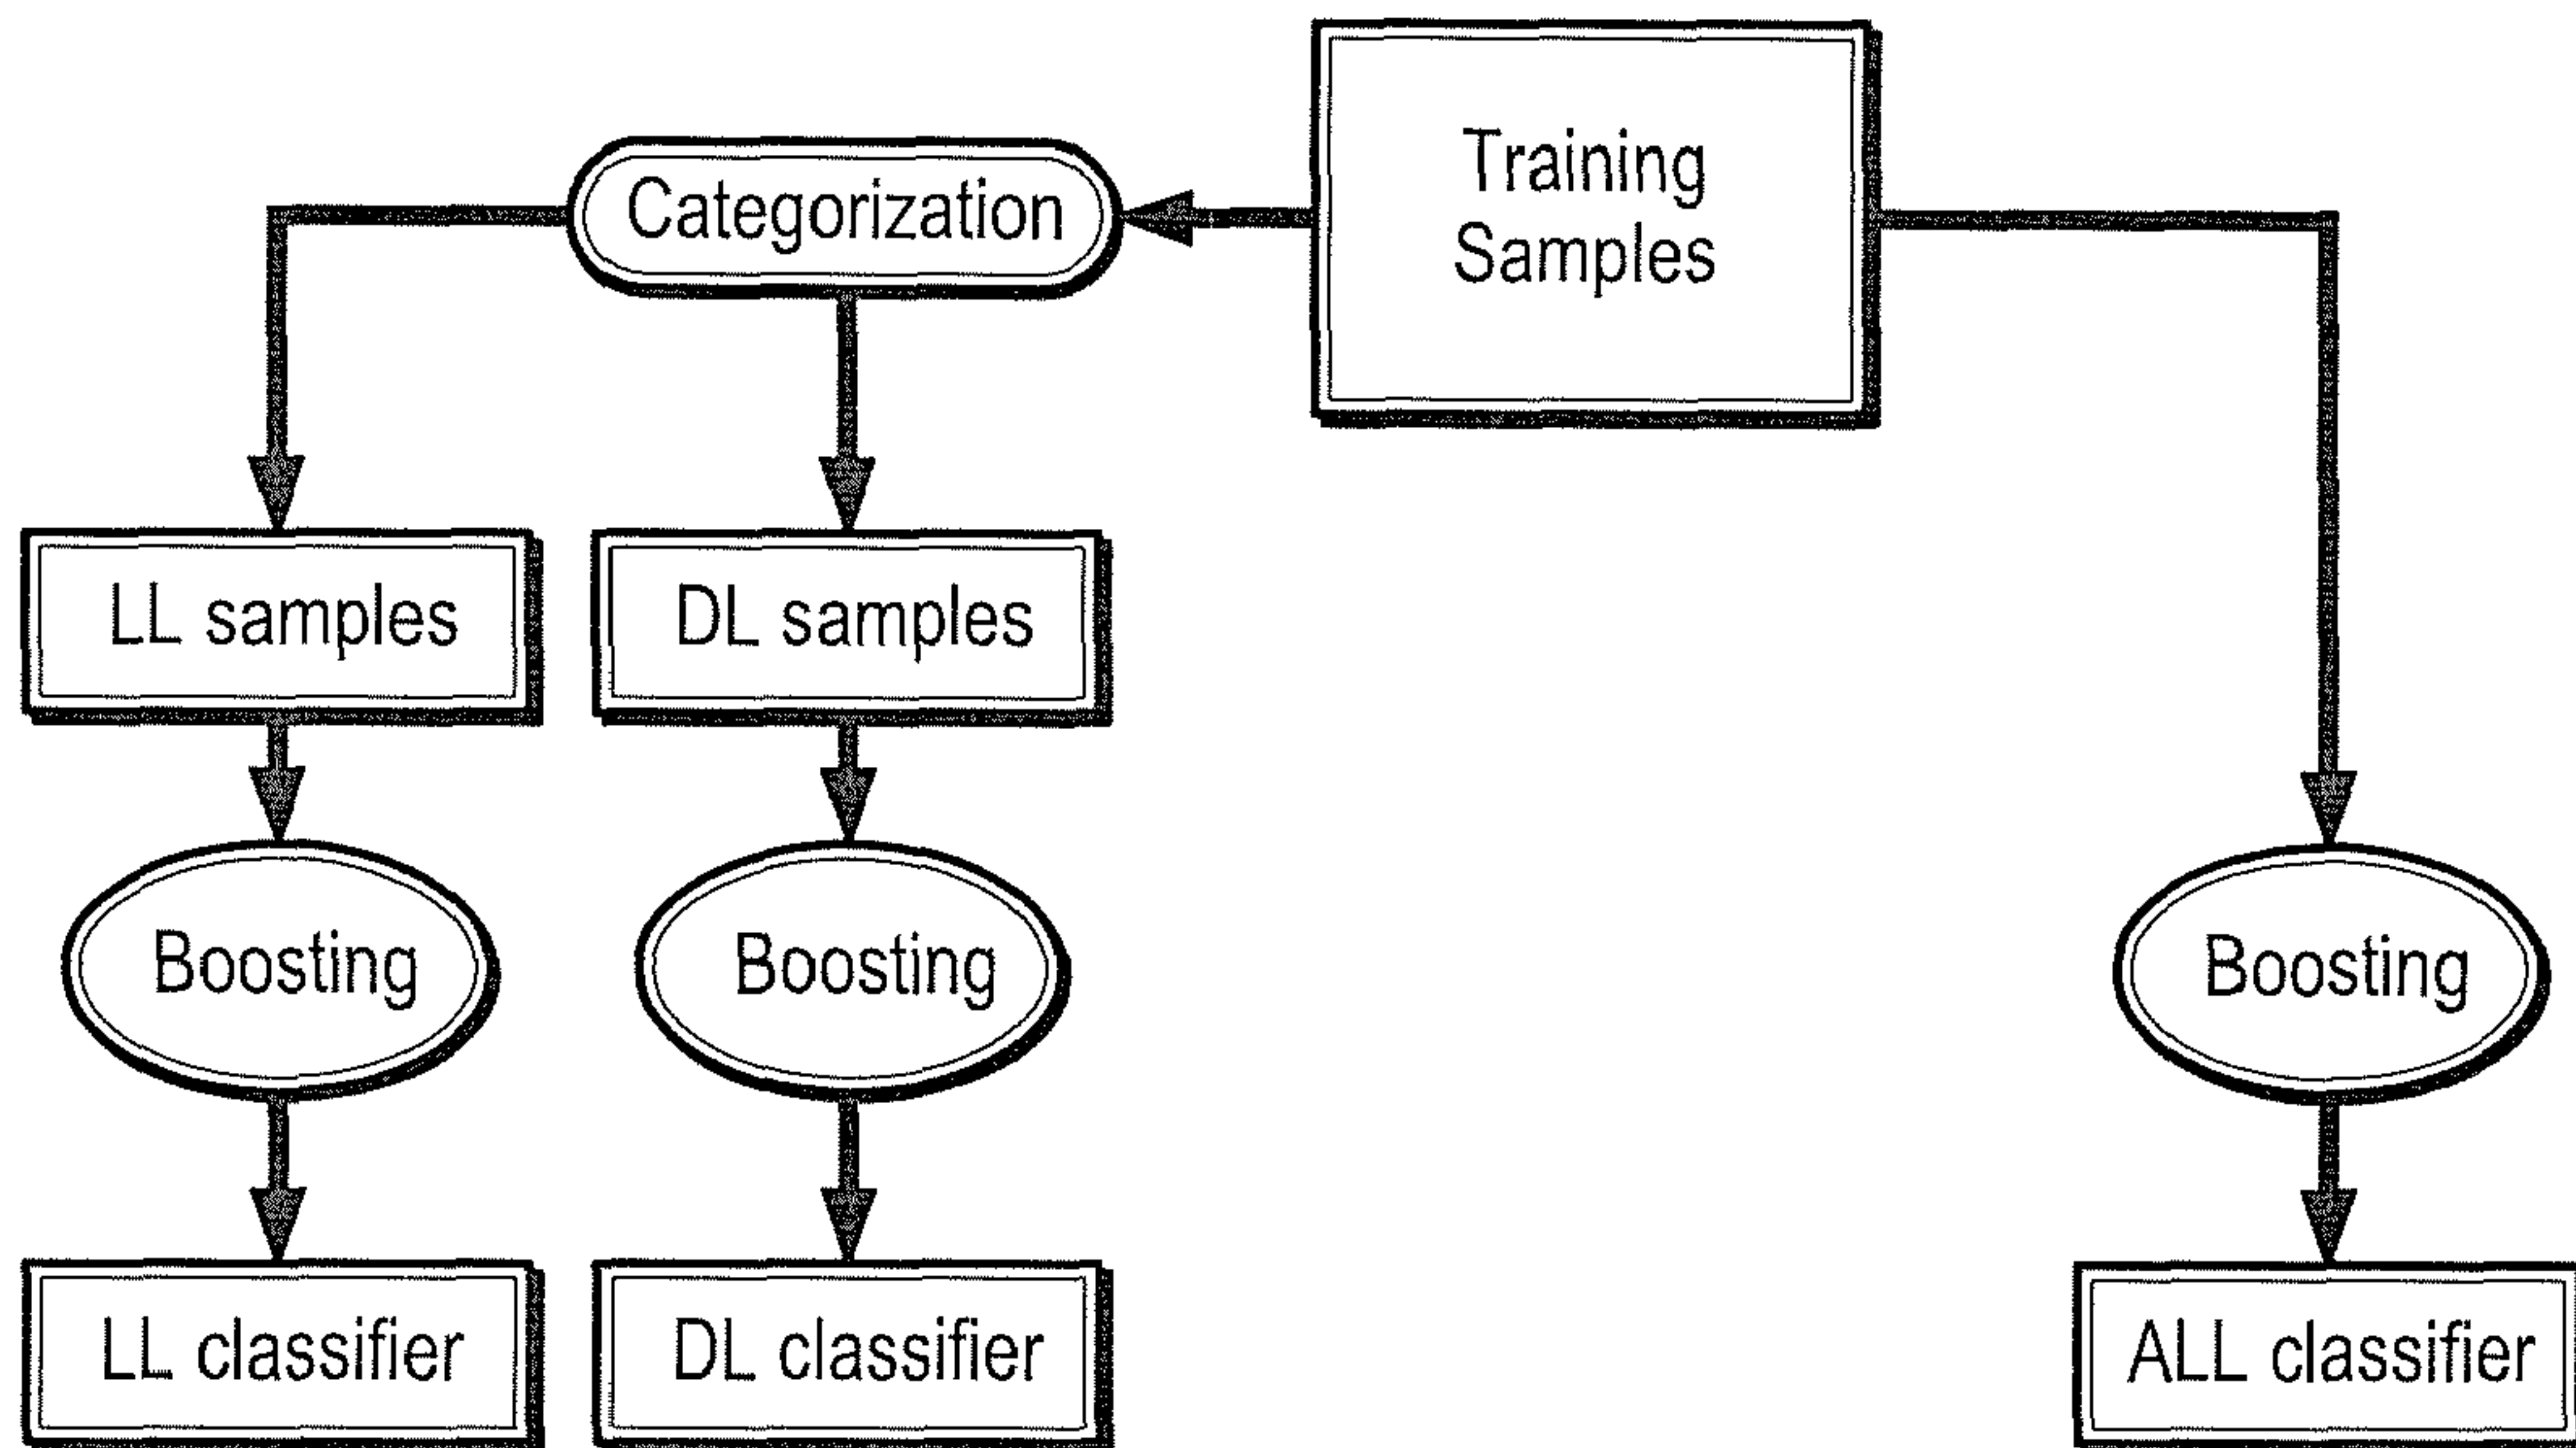 Training
Samples
Categorization
LL samples
DL samples
Boosting
Boosting
Boosting
LL classifier
DL classifier
ALL classifier